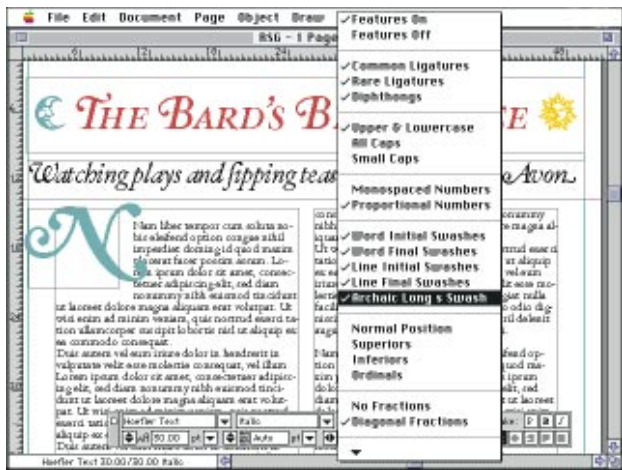 File Edit Document Page Object Draw
RSG - 1 Page
THE BARD'S B
E
Watching plays and sipping teas
Avon.
N
Nam liber tempor cum soluta no-
bis eleifend option congue nihil
imperdiet doming id quod mazim
placerat facer possim assum. Lo-
rem ipsum dolor sit amet, consec-
tetuer adipiscing elit, sed diam
nonummy nibh euismod tincidunt
ut laoreet dolore magna aliquam erat volutpat. Ut
wisi enim ad minim veniam, quis nostrud exerci ta-
tion ullamcorper suscipit lobortis nisl ut aliquip ex
ea commodo consequat.
Duis autem vel eum iriure dolor in hendrerit in
vulputate velit esse molestie consequat, vel illum
Lorem ipsum dolor sit amet, consectetuer adipisc-
ing elit, sed diam nonummy nibh euismod tinci-
dunt ut laoreet dolore magna aliquam erat volut-
pat. Ut wisi
exerci tatio
aliquip ex
Duis autem
✓Features On
Features Off
✓Common Ligatures
✓Rare Ligatures
✓Diphthongs
✓Upper & Lowercase
All Caps
Small Caps
Monospaced Numbers
✓Proportional Numbers
✓Word Initial Swashes
✓Word Final Swashes
✓Line Initial Swashes
✓Line Final Swashes
✓Archaic Long s Swash
Normal Position
Superiors
Inferiors
Ordinals
No Fractions
✓Diagonal Fractions
Hoefler Text
Italic
30.00 pt
Auto pt
Hoefler Text 30.00/30.00 Italic